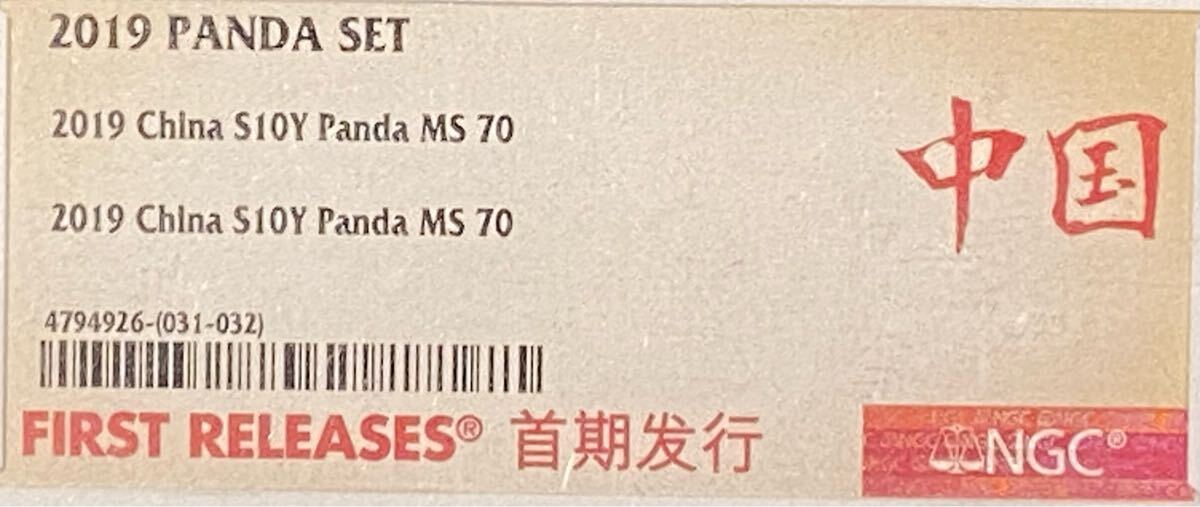 2019 PANDA SET
2019 China S10Y Panda MS 70
中国
2019 China S10Y Panda MS 70
4794926-(031-032)
FIRST RELEASES® 首期发行
NGC®